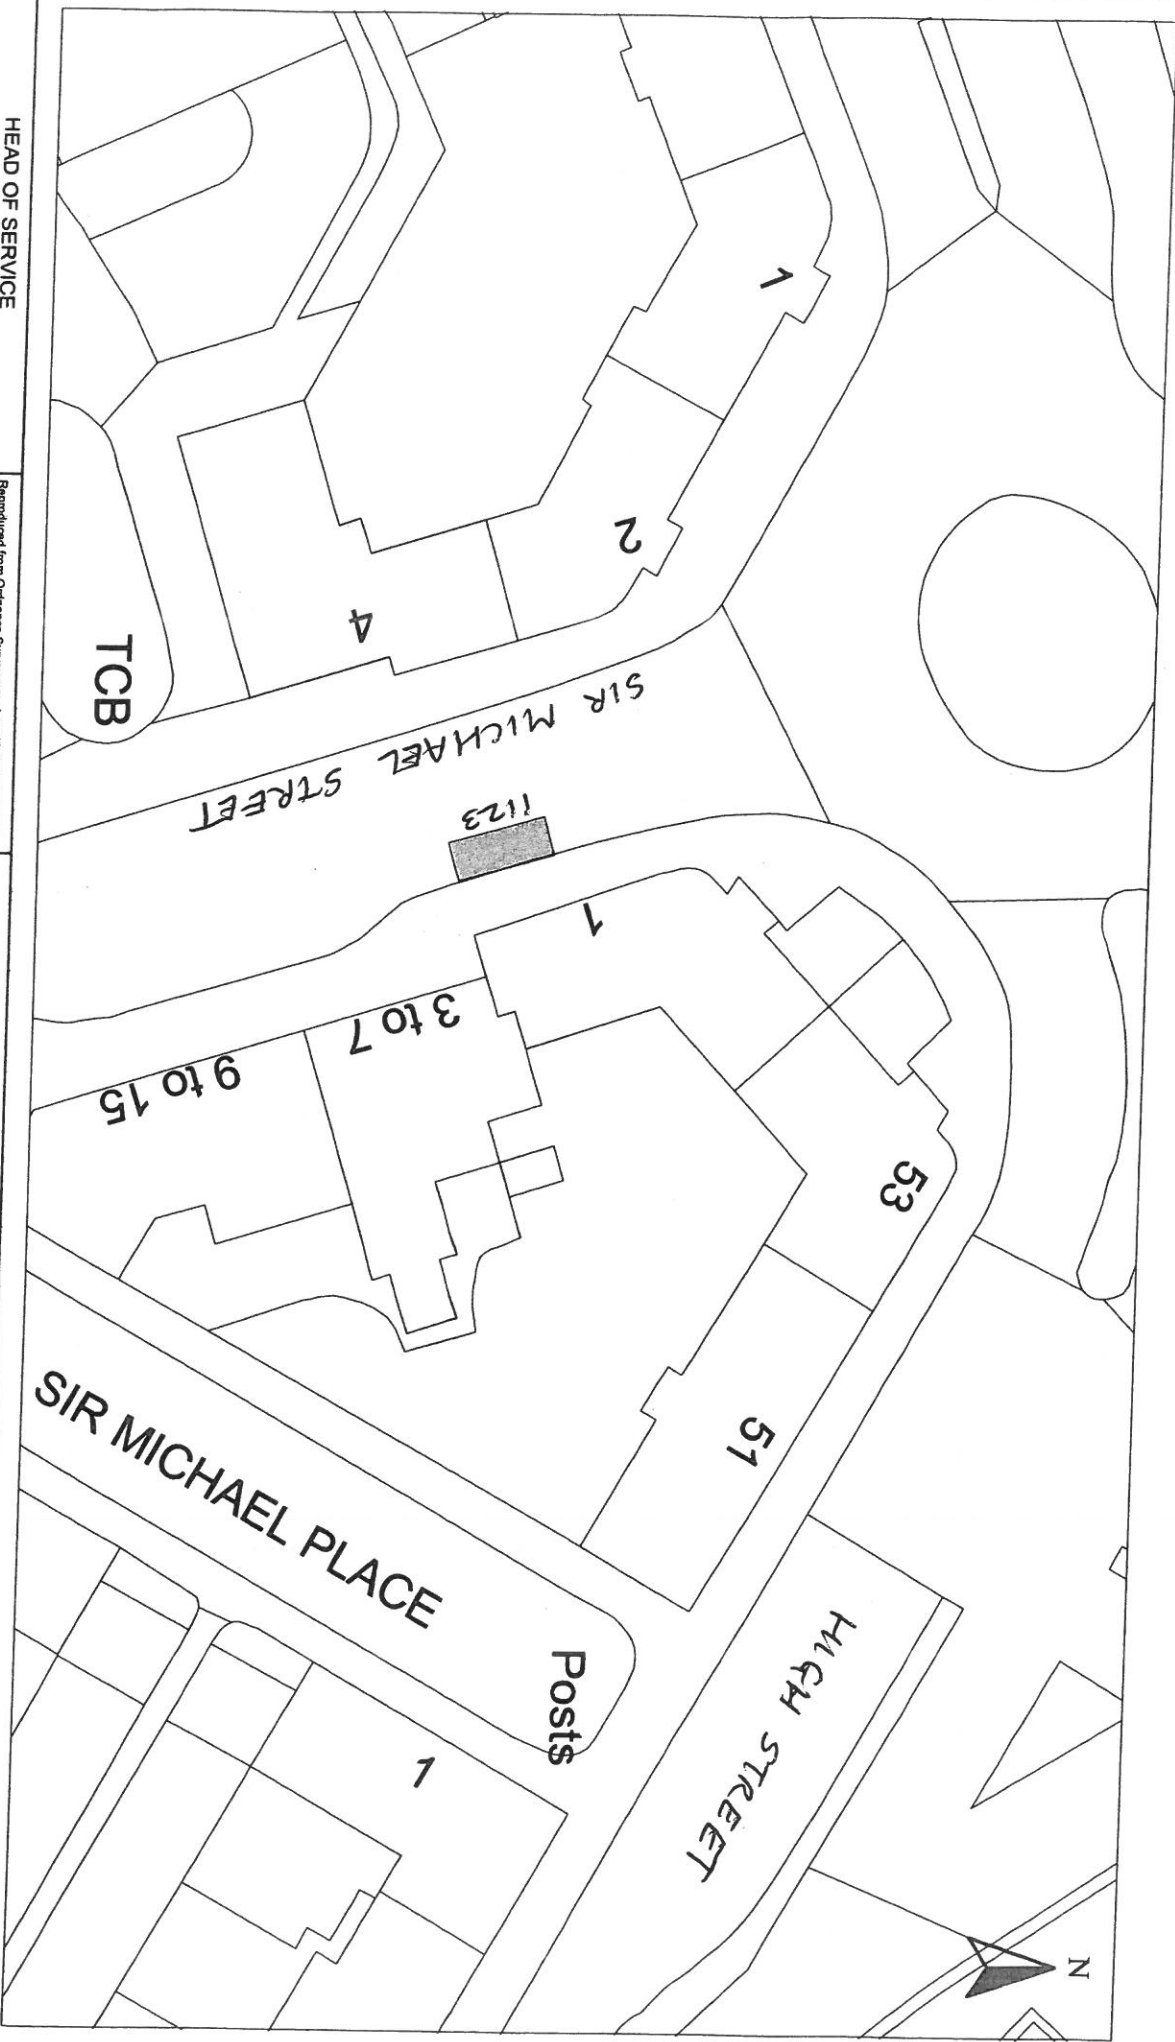 1
2
4
TCB
SIR MICHAEL STREET
1123
1
3 to 7
9 to 15
53
51
SIR MICHAEL PLACE
Posts
HIGH STREET
1
N
HEAD OF SERVICE